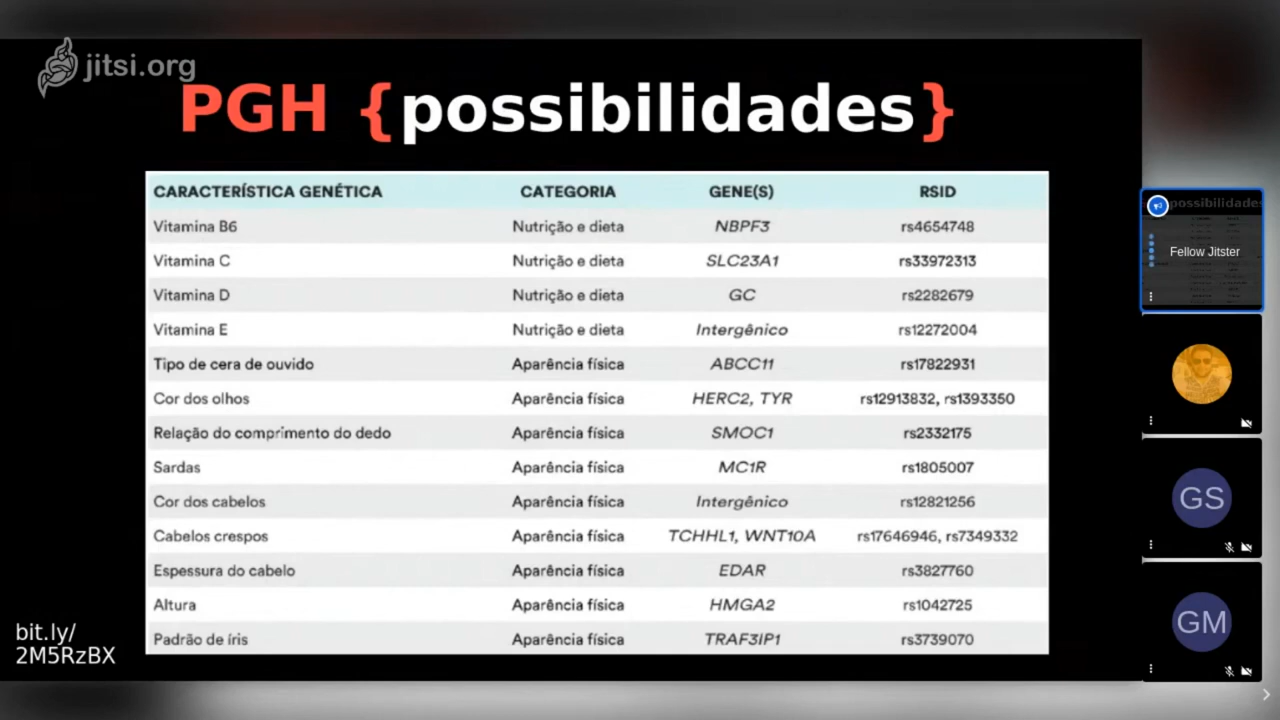 jitsi.org
PGH {possibilidades}
CARACTERÍSTICA GENÉTICA CATEGORIA GENE(S) RSID
Vitamina B6 Nutrição e dieta NBPF3 rs4654748
Vitamina C Nutrição e dieta SLC23A1 rs33972313
Vitamina D Nutrição e dieta GC rs2282679
Vitamina E Nutrição e dieta Intergênico rs12272004
Tipo de cera de ouvido Aparência física ABCC11 rs17822931
Cor dos olhos Aparência física HERC2, TYR rs12913832, rs1393350
Relação do comprimento do dedo Aparência física SMOC1 rs2332175
Sardas Aparência física MC1R rs1805007
Cor dos cabelos Aparência física Intergênico rs12821256
Cabelos crespos Aparência física TCHHL1, WNT10A rs17646946, rs7349332
Espessura do cabelo Aparência física EDAR rs3827760
Altura Aparência física HMGA2 rs1042725
Padrão de íris Aparência física TRAF3IP1 rs3739070
bit.ly/
2M5RzBX
possibilidades
Fellow Jitster
GS
GM